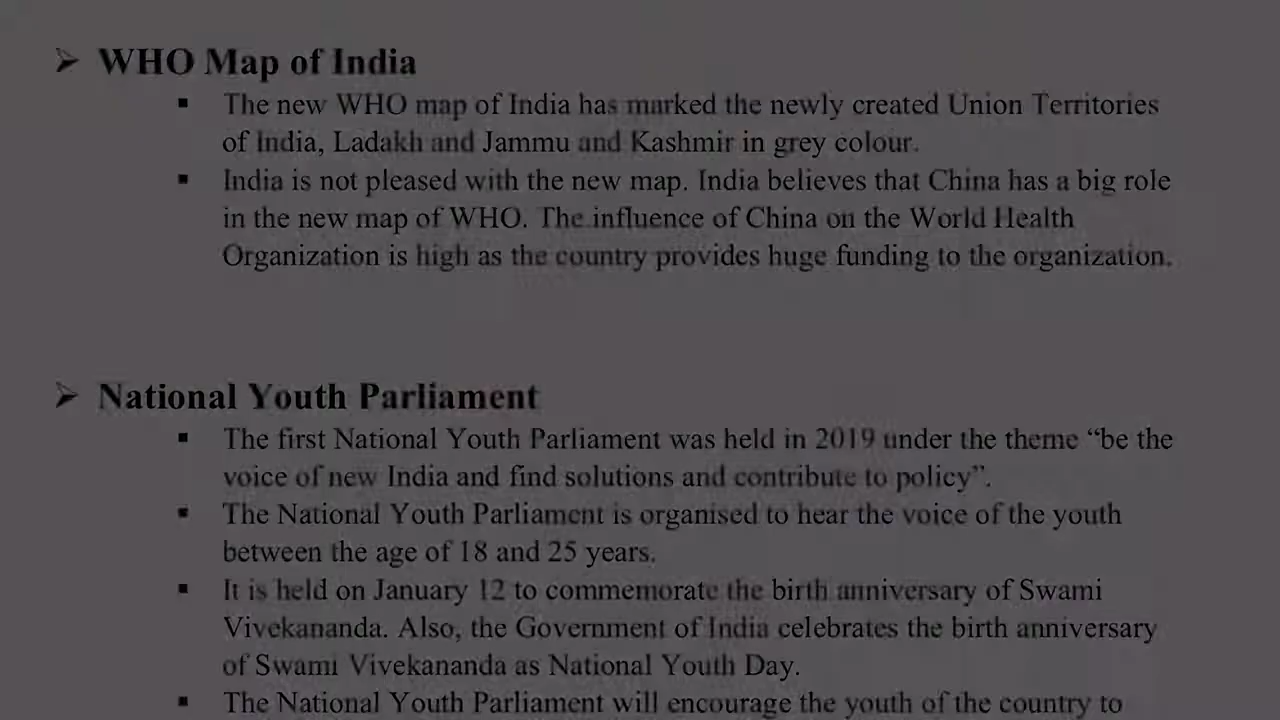 ➢ WHO Map of India
▪ The new WHO map of India has marked the newly created Union Territories
of India, Ladakh and Jammu and Kashmir in grey colour.
▪ India is not pleased with the new map. India believes that China has a big role
in the new map of WHO. The influence of China on the World Health
Organization is high as the country provides huge funding to the organization.
➢ National Youth Parliament
▪ The first National Youth Parliament was held in 2019 under the theme “be the
voice of new India and find solutions and contribute to policy”.
▪ The National Youth Parliament is organised to hear the voice of the youth
between the age of 18 and 25 years.
▪ It is held on January 12 to commemorate the birth anniversary of Swami
Vivekananda. Also, the Government of India celebrates the birth anniversary
of Swami Vivekananda as National Youth Day.
▪ The National Youth Parliament will encourage the youth of the country to